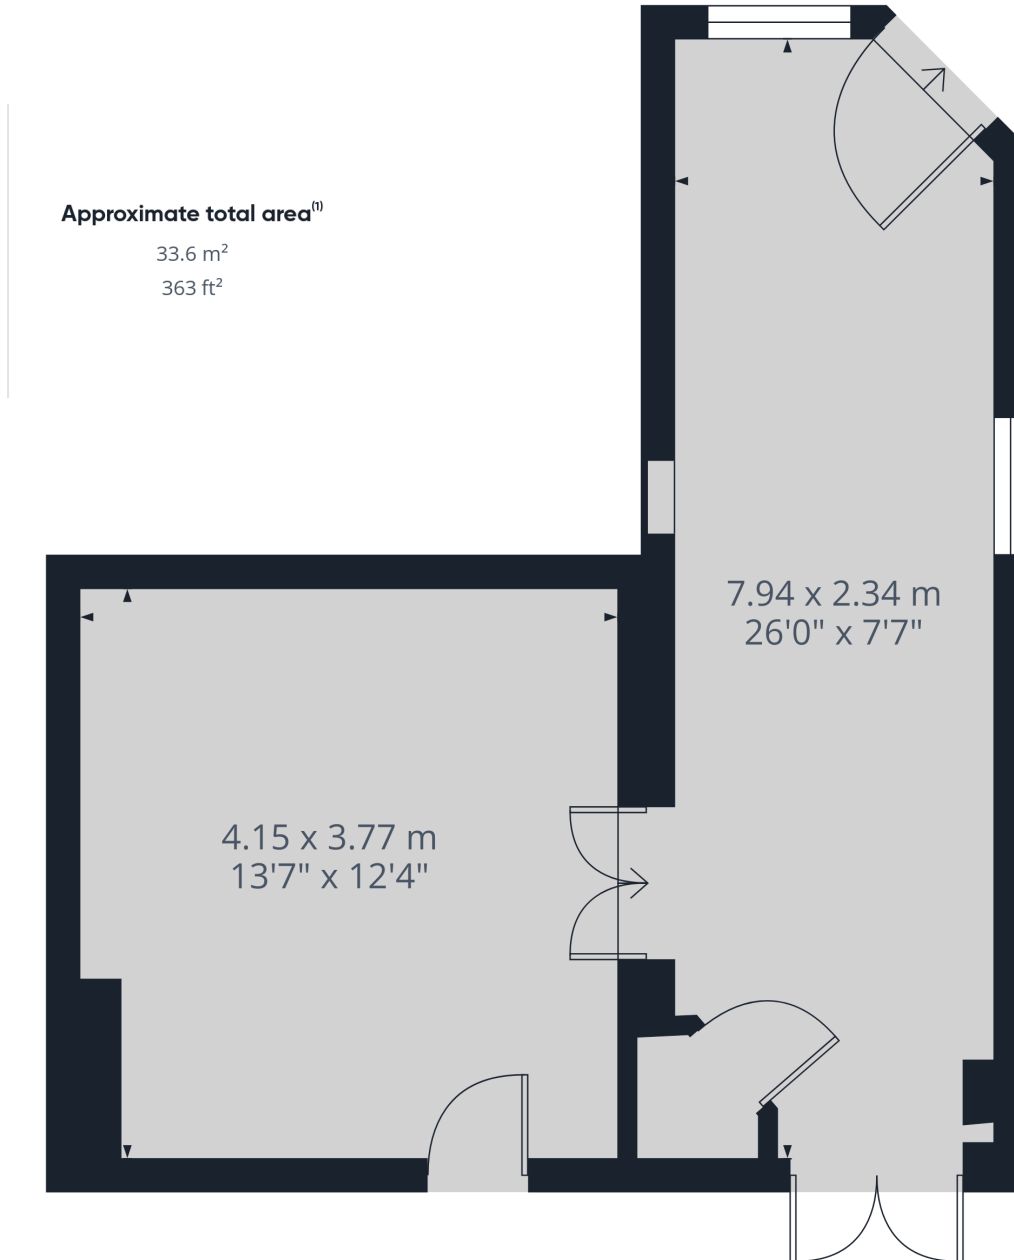 Approximate total area(1)
33.6 m²
363 ft²
7.94 x 2.34 m
26'0" x 7'7"
4.15 x 3.77 m
13'7" x 12'4"